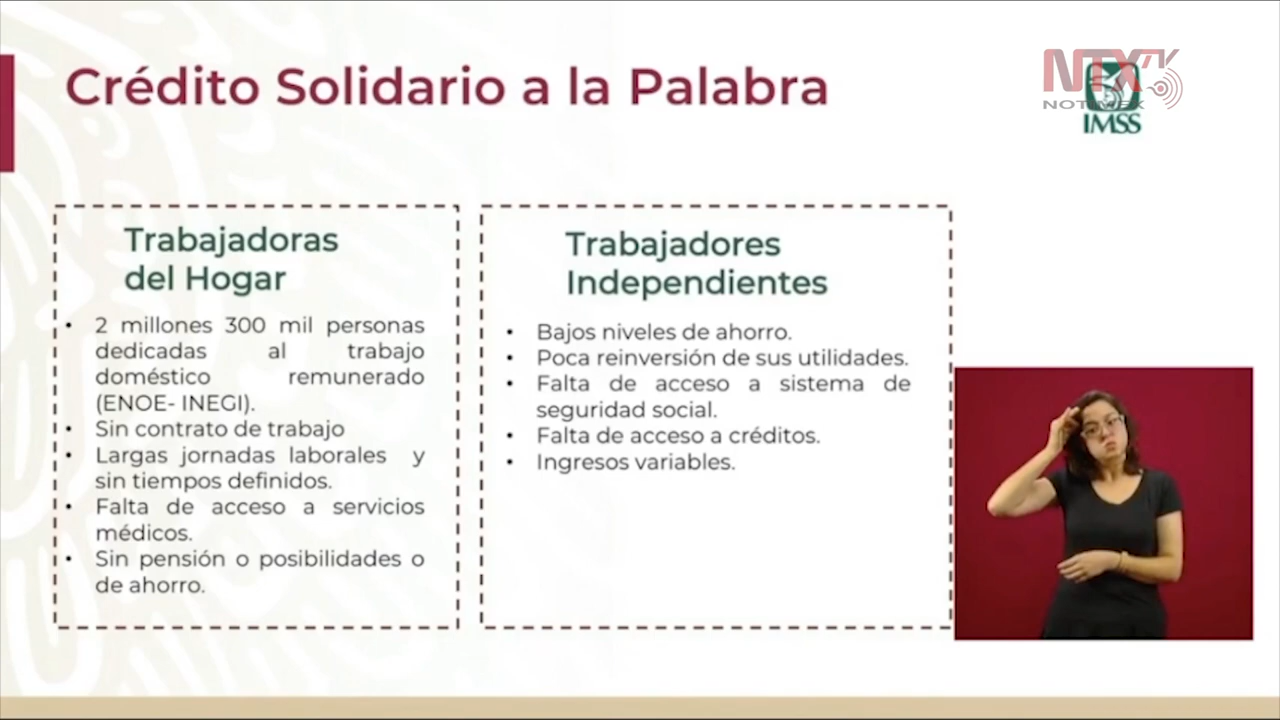 Crédito Solidario a la Palabra
NTX
NOTIMEX
IMSS
Trabajadoras
del Hogar
• 2 millones 300 mil personas
dedicadas al trabajo
doméstico remunerado
(ENOE- INEGI).
• Sin contrato de trabajo
• Largas jornadas laborales y
sin tiempos definidos.
• Falta de acceso a servicios
médicos.
• Sin pensión o posibilidades o
de ahorro.
Trabajadores
Independientes
• Bajos niveles de ahorro.
• Poca reinversión de sus utilidades.
• Falta de acceso a sistema de
seguridad social.
• Falta de acceso a créditos.
• Ingresos variables.